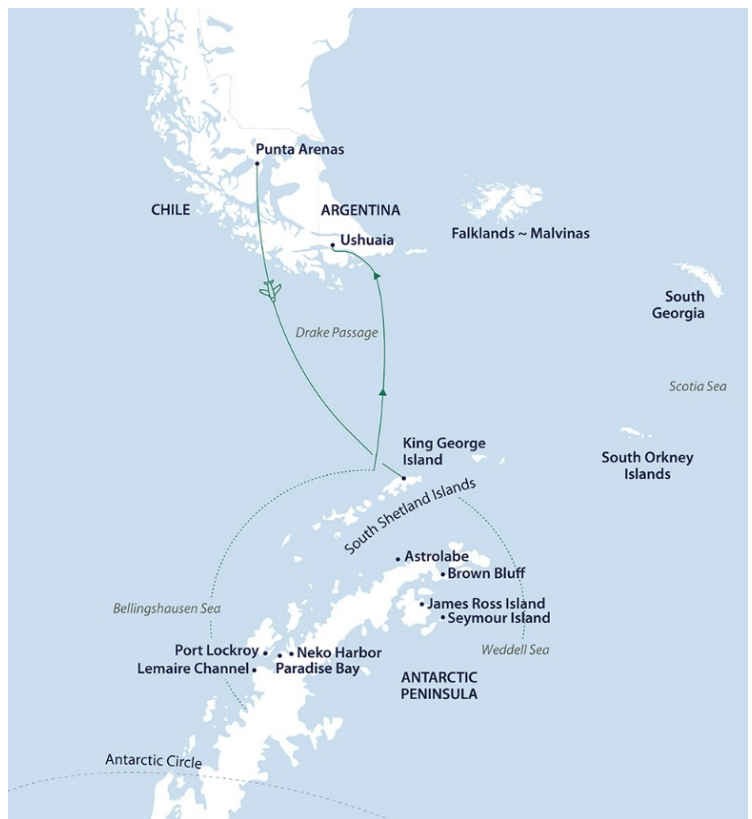 Punta Arenas
CHILE
ARGENTINA
Ushuaia
Falklands ~ Malvinas
South
Georgia
Drake Passage
Scotia Sea
King George
Island
South Orkney
Islands
South Shetland Islands
Astrolabe
Brown Bluff
James Ross Island
Seymour Island
Bellingshausen Sea
Weddell Sea
Port Lockroy
Neko Harbor
Lemaire Channel
Paradise Bay
ANTARCTIC
PENINSULA
Antarctic Circle